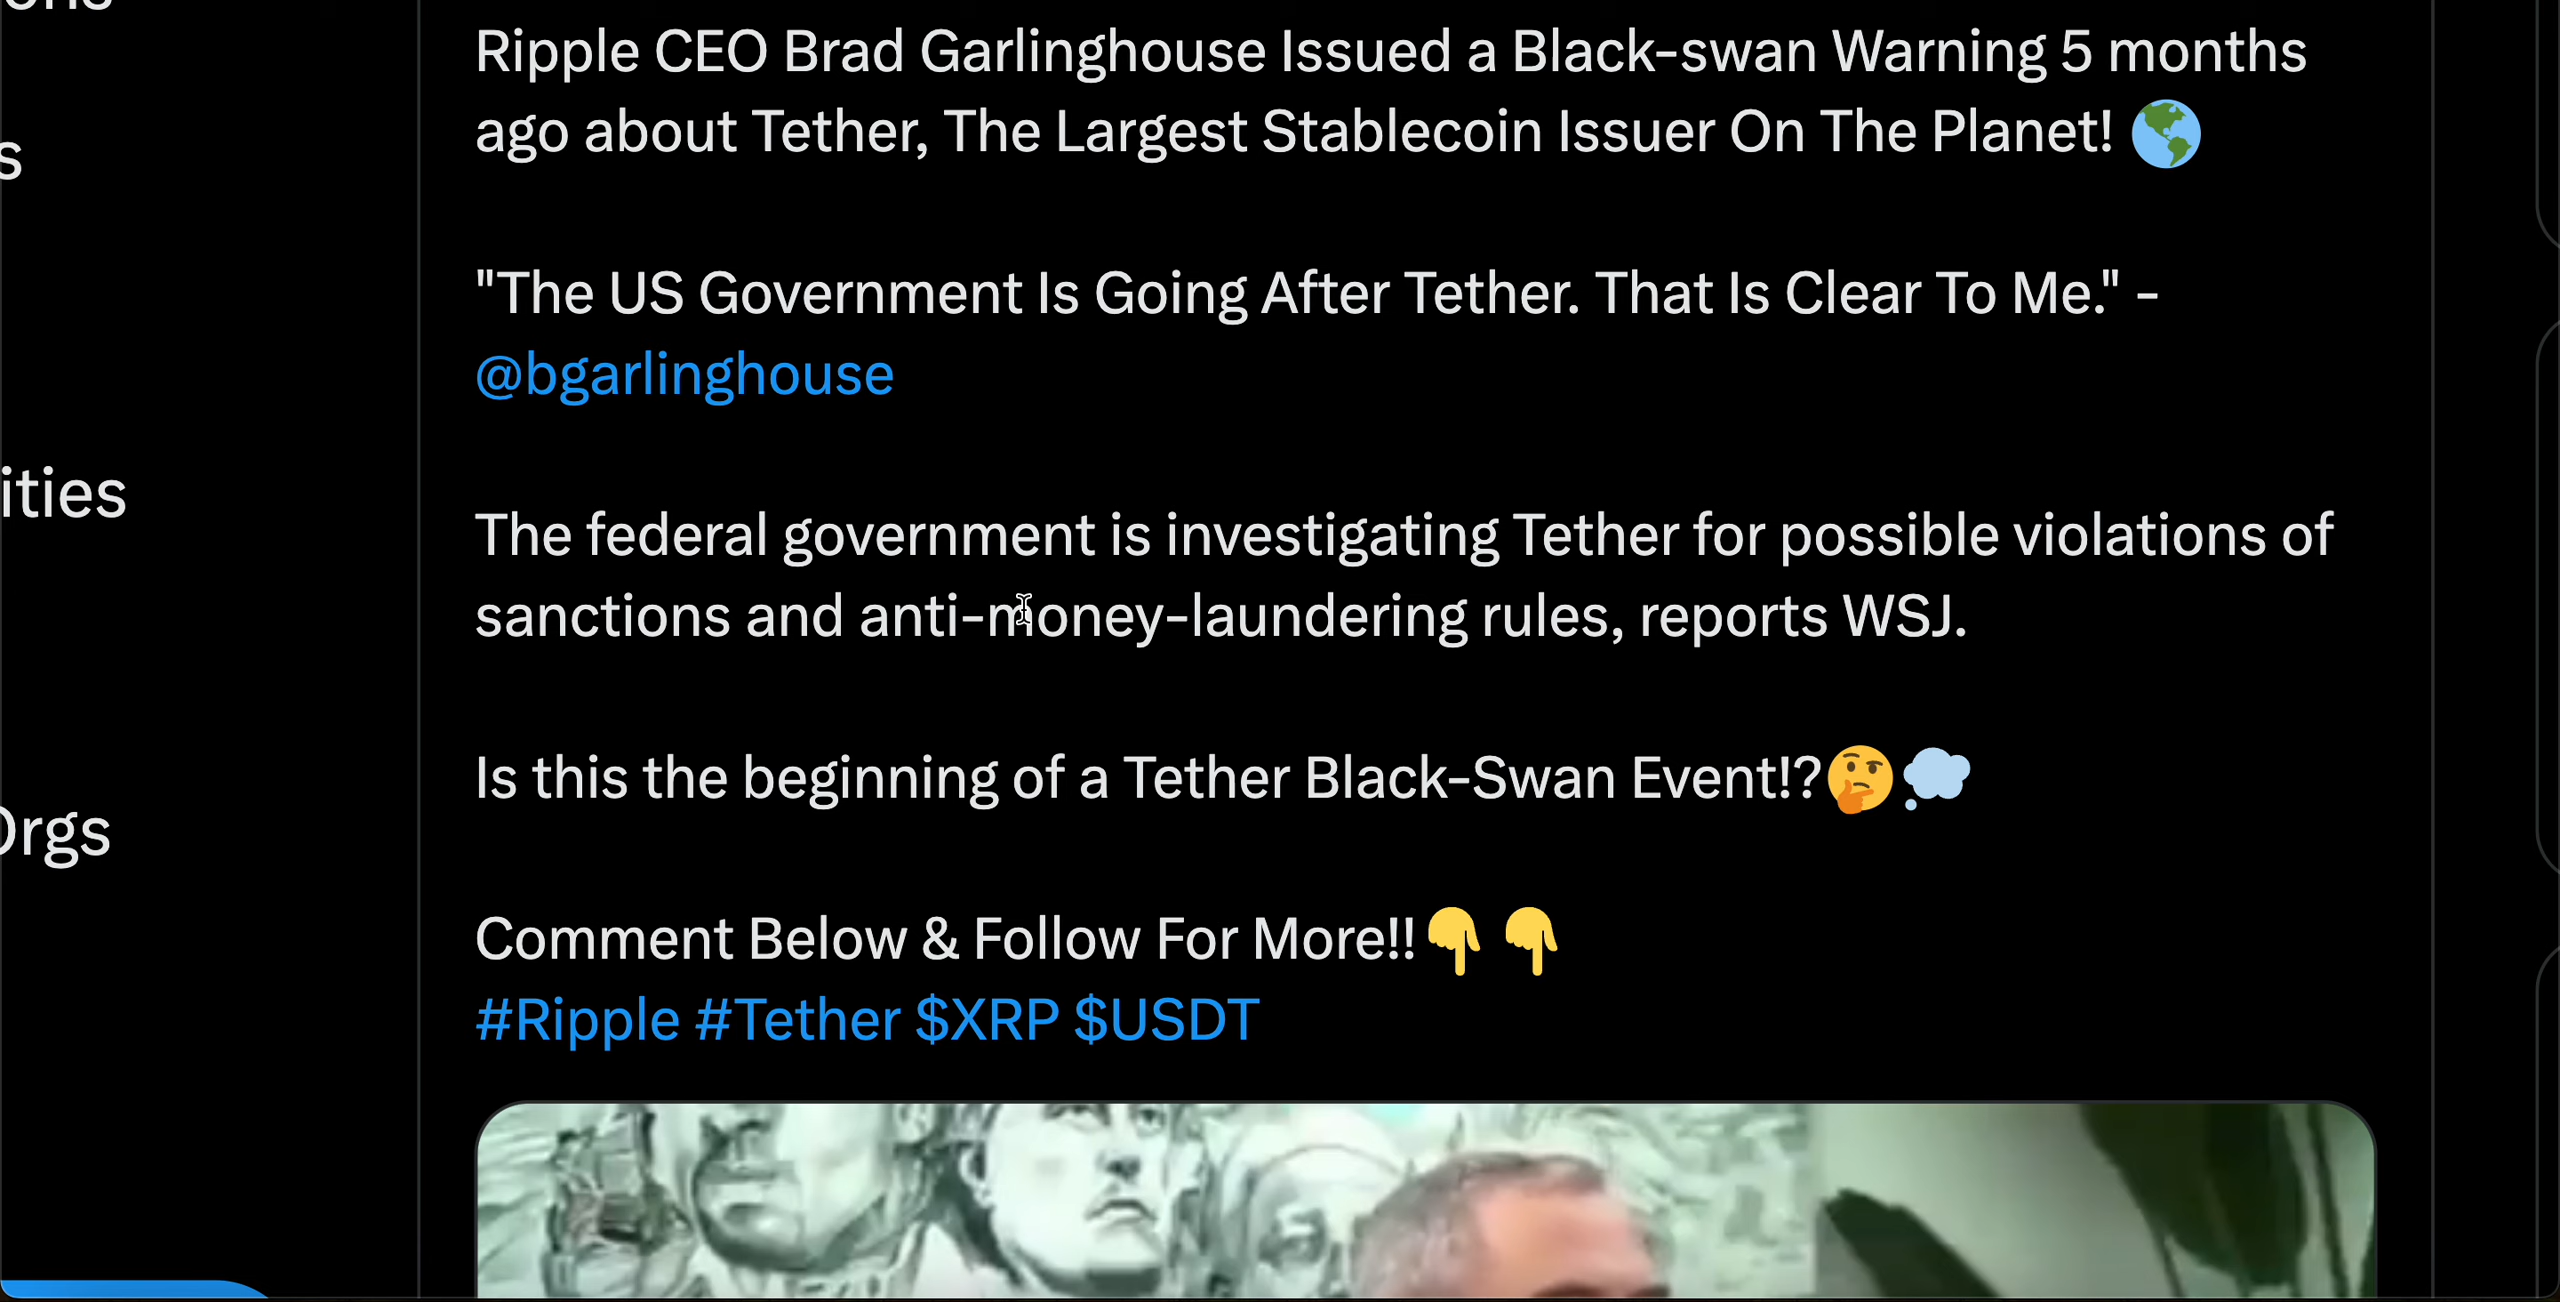 ons
s
ities
Orgs
Ripple CEO Brad Garlinghouse Issued a Black-swan Warning 5 months
ago about Tether, The Largest Stablecoin Issuer On The Planet! 🌎
"The US Government Is Going After Tether. That Is Clear To Me." -
@bgarlinghouse
The federal government is investigating Tether for possible violations of
sanctions and anti-money-laundering rules, reports WSJ.
Is this the beginning of a Tether Black-Swan Event!?🤔💭
Comment Below & Follow For More!!👇👇
#Ripple #Tether $XRP $USDT